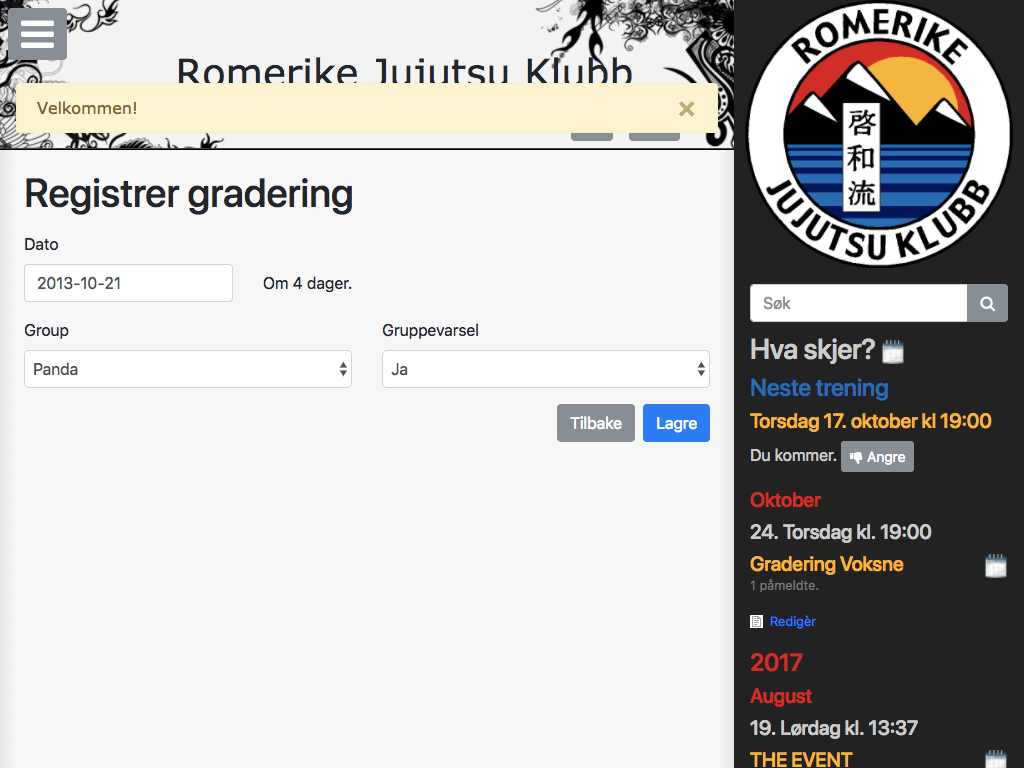 Romerike Jujutsu Klubb
Velkommen!
×
Registrer gradering
Dato
2013-10-21
Om 4 dager.
Group
Gruppevarsel
Panda
Ja
Tilbake
Lagre
ROMERIKE
啓和流
JUJUTSU KLUBB
Søk
Hva skjer?
Neste trening
Torsdag 17. oktober kl 19:00
Du kommer.
Angre
Oktober
24. Torsdag kl. 19:00
Gradering Voksne
1 påmeldte.
Redigèr
2017
August
19. Lørdag kl. 13:37
THE EVENT